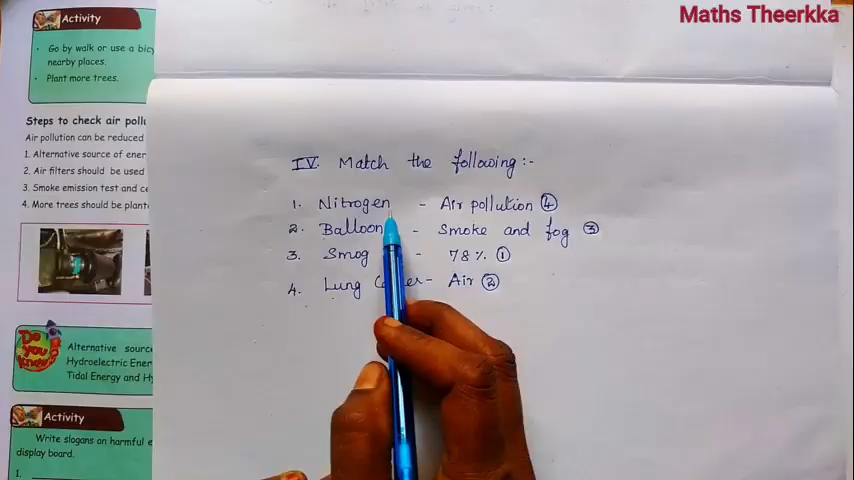 Maths Theerkka
Activity
Go by walk or use a bicy
nearby places.
Plant more trees.
Steps to check air pollu
Air pollution can be reduced
1. Alternative source of ener
2. Air filters should be used
3. Smoke emission test and ce
4. More trees should be plante
Do
You
Know?
Alternative source
Hydroelectric Ener
Tidal Energy and Hy
Activity
Write slogans on harmful e
display board.
1.
IV. Match the following:-
1. Nitrogen - Air pollution 4
2. Balloon - Smoke and fog 3
3. Smog - 78% 1
4. Lung - Air 2